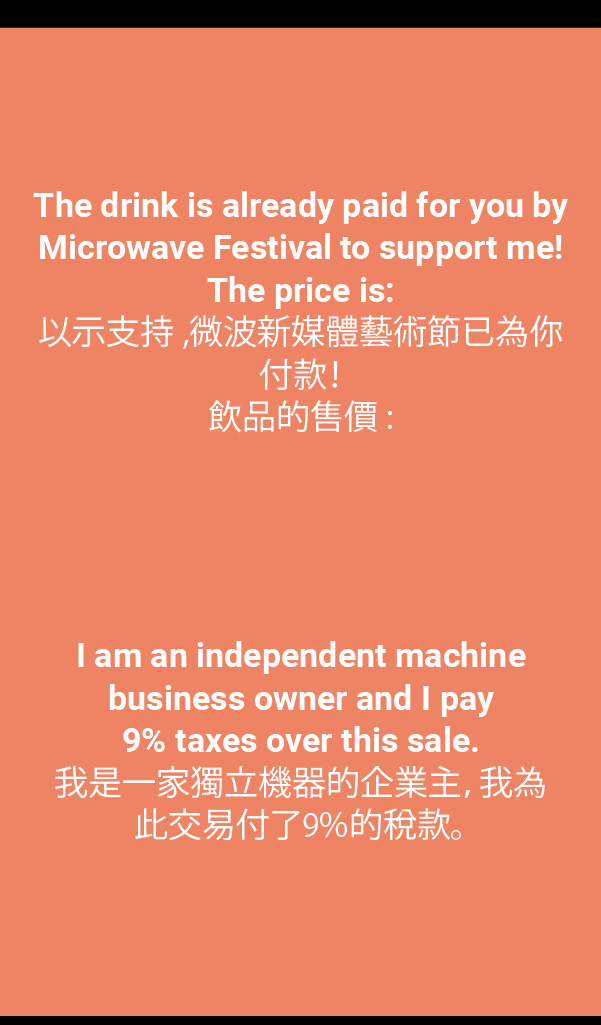 The drink is already paid for you by
Microwave Festival to support me!
The price is:
以示支持 ,微波新媒體藝術節已為你
付款!
飲品的售價 :
I am an independent machine
business owner and I pay
9% taxes over this sale.
我是一家獨立機器的企業主, 我為
此交易付了9%的稅款。